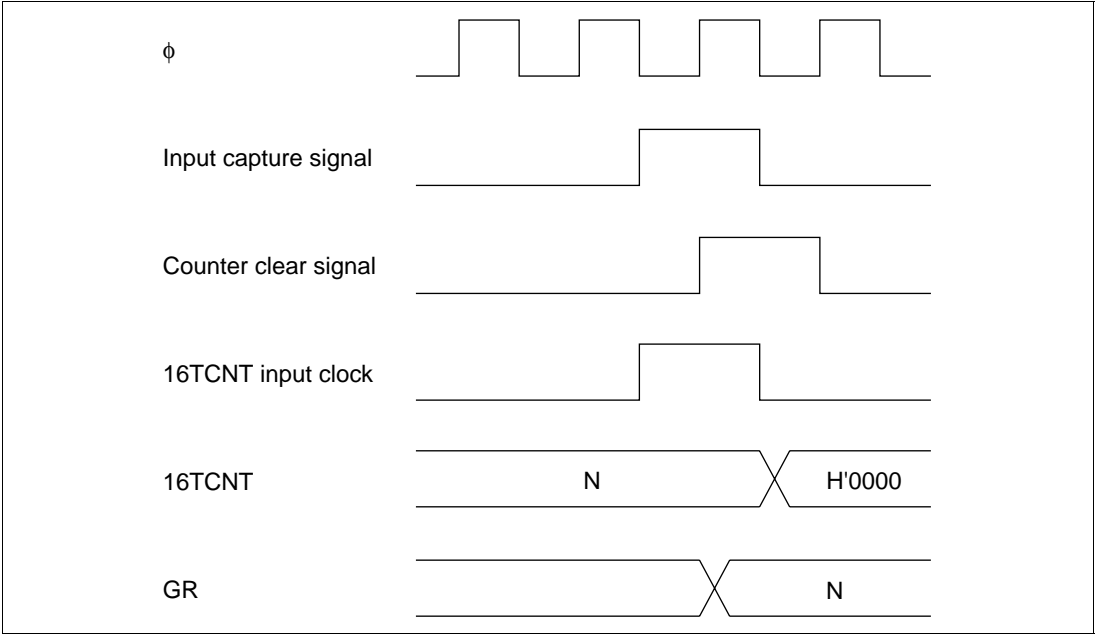 ϕ
Input capture signal
Counter clear signal
16TCNT input clock
16TCNT
N
H'0000
GR
N